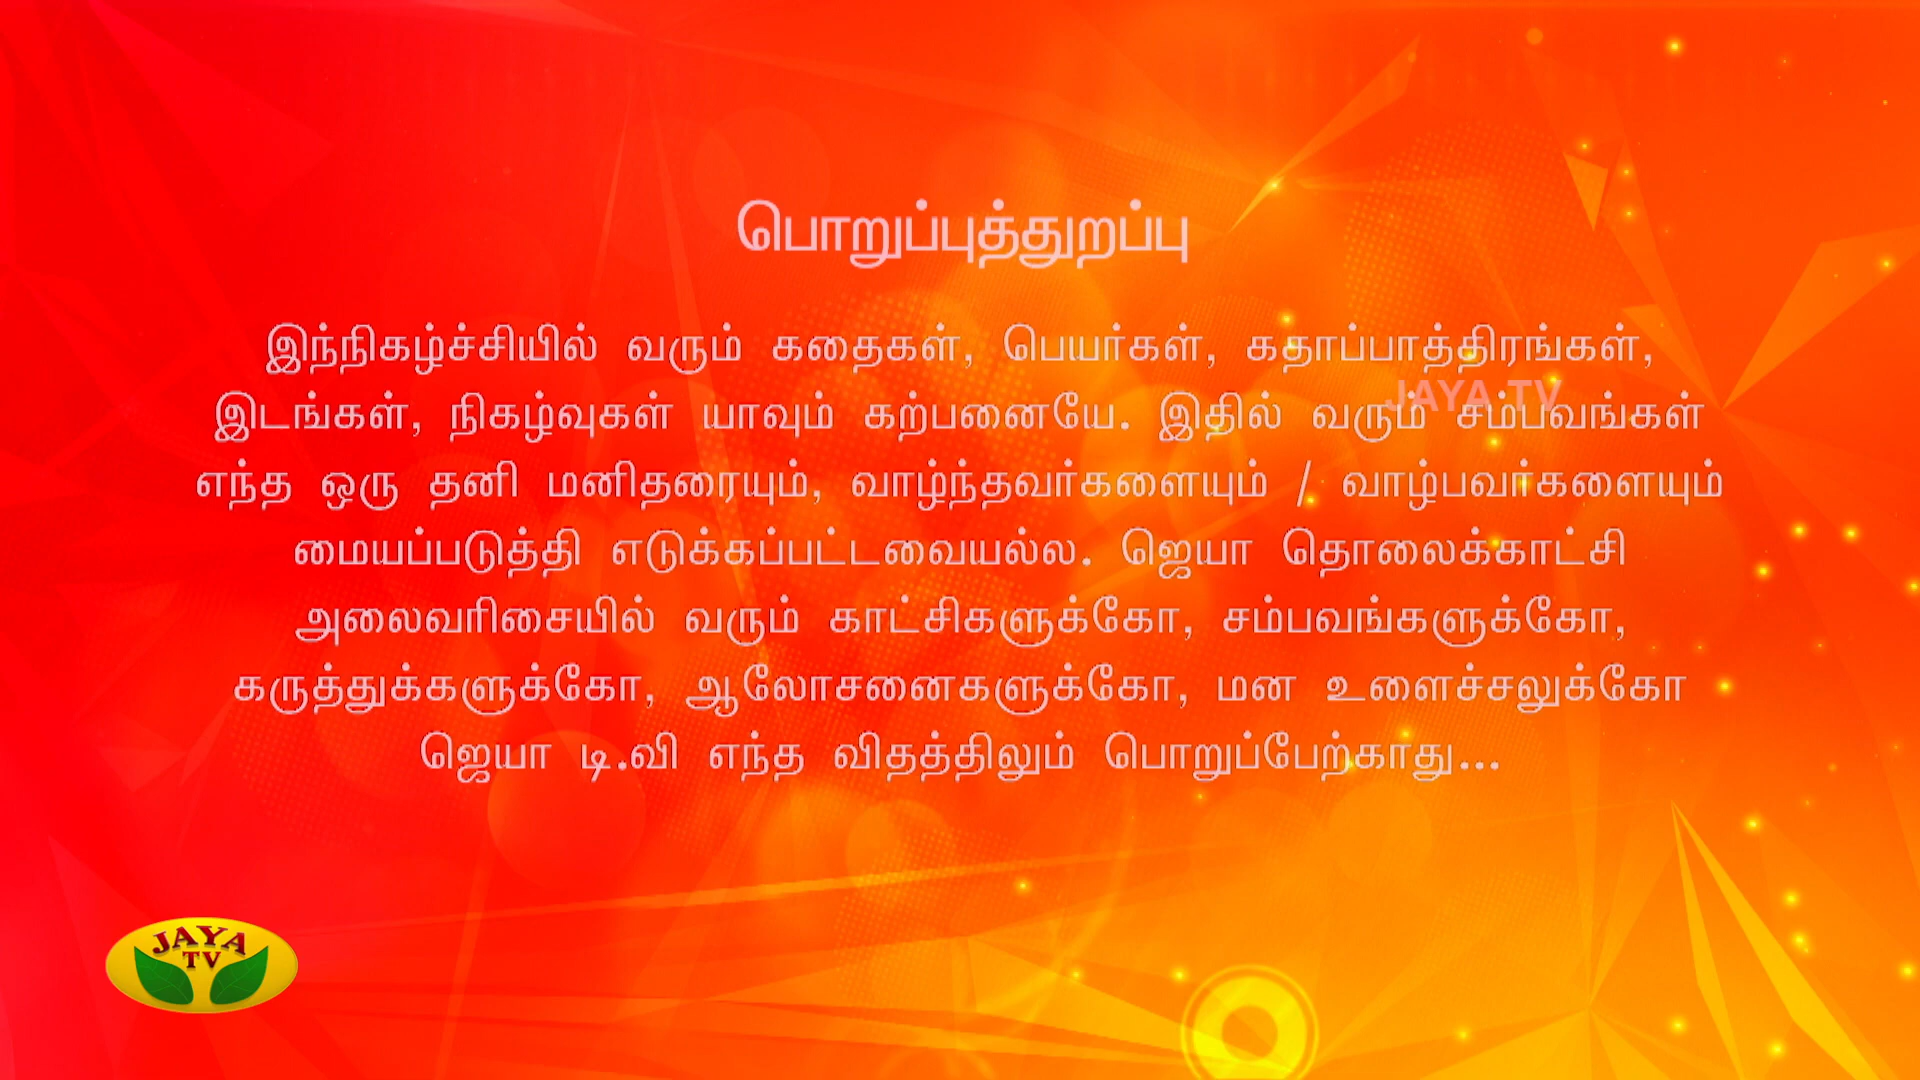 பொறுப்புத்துறப்பு
இந்நிகழ்ச்சியில் வரும் கதைகள், பெயர்கள், கதாப்பாத்திரங்கள்,
இடங்கள், நிகழ்வுகள் யாவும் கற்பனையே. இதில் வரும் சம்பவங்கள்
JAYA TV
எந்த ஒரு தனி மனிதரையும், வாழ்ந்தவர்களையும் / வாழ்பவர்களையும்
மையப்படுத்தி எடுக்கப்பட்டவையல்ல. ஜெயா தொலைக்காட்சி
அலைவரிசையில் வரும் காட்சிகளுக்கோ, சம்பவங்களுக்கோ,
கருத்துக்களுக்கோ, ஆலோசனைகளுக்கோ, மன உளைச்சலுக்கோ
ஜெயா டி.வி எந்த விதத்திலும் பொறுப்பேற்காது...
JAYA
TV